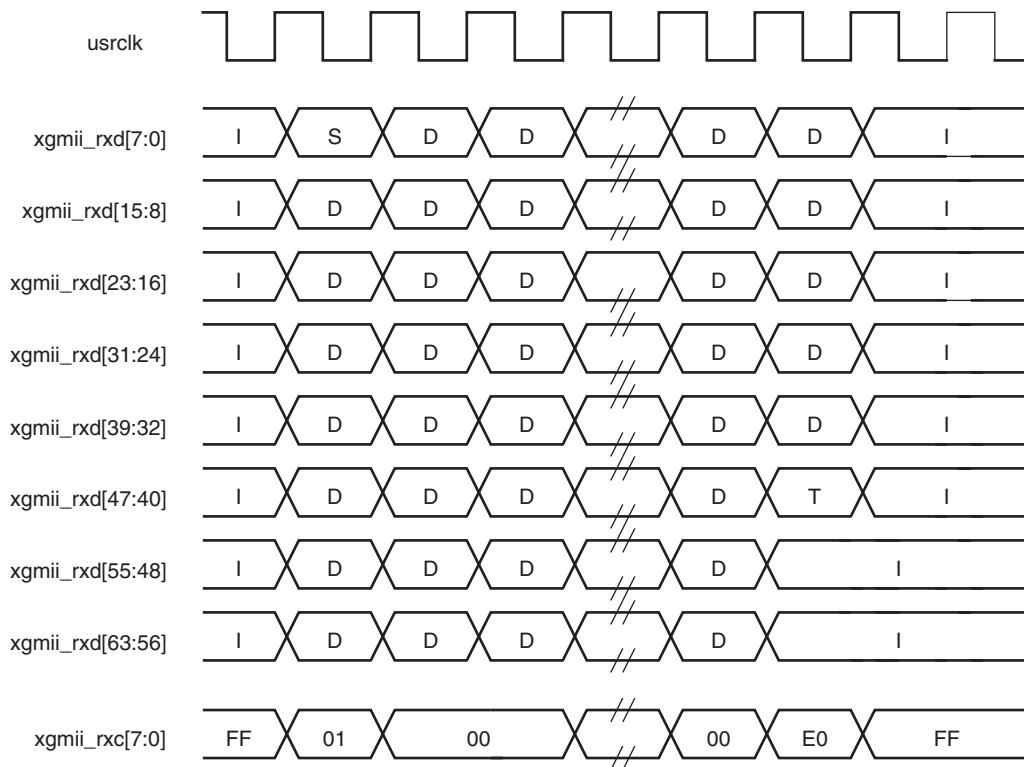 usrclk
xgmii_rxd[7:0] I S D D D D I
xgmii_rxd[15:8] I D D D D D I
xgmii_rxd[23:16] I D D D D D I
xgmii_rxd[31:24] I D D D D D I
xgmii_rxd[39:32] I D D D D D I
xgmii_rxd[47:40] I D D D D T I
xgmii_rxd[55:48] I D D D D I
xgmii_rxd[63:56] I D D D D I
xgmii_rxc[7:0] FF 01 00 00 E0 FF